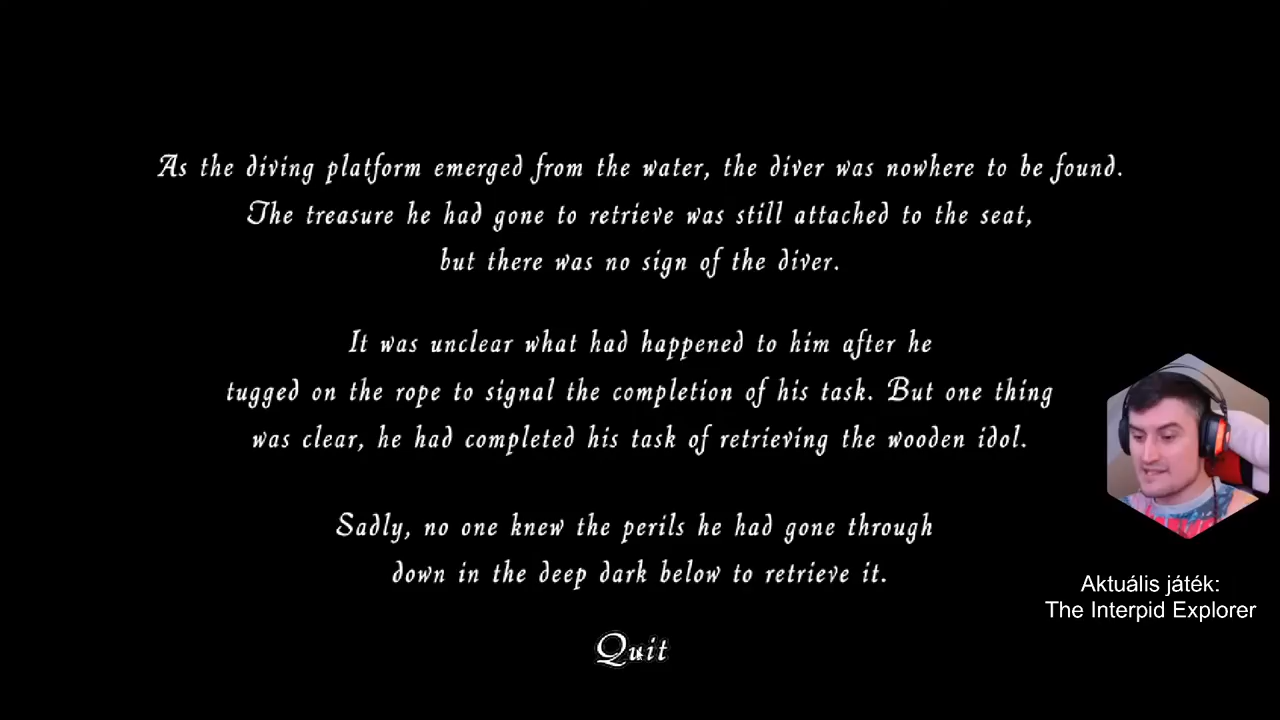 As the diving platform emerged from the water, the diver was nowhere to be found.
The treasure he had gone to retrieve was still attached to the seat,
but there was no sign of the diver.
It was unclear what had happened to him after he
tugged on the rope to signal the completion of his task. But one thing
was clear, he had completed his task of retrieving the wooden idol.
Sadly, no one knew the perils he had gone through
down in the deep dark below to retrieve it.
Quit
Aktuális játék:
The Interpid Explorer